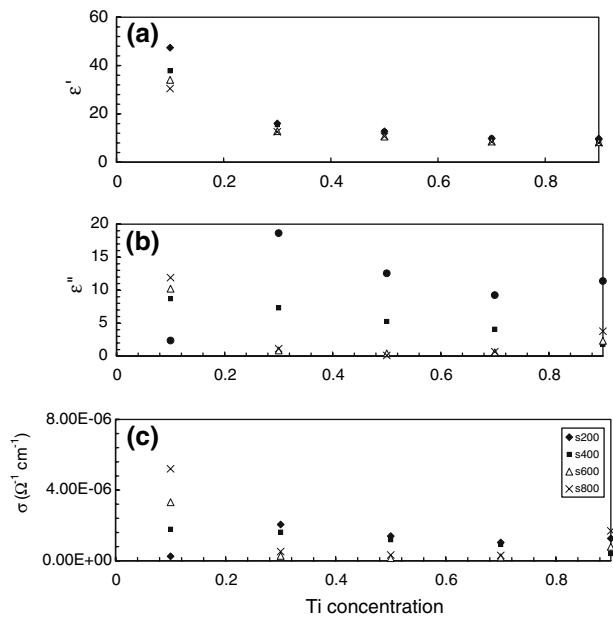 (a)
ε'
60
40
20
0
0 0.2 0.4 0.6 0.8
(b)
ε"
20
15
10
5
0
0 0.2 0.4 0.6 0.8
(c)
σ (Ω⁻¹ cm⁻¹)
8.00E-06
4.00E-06
0.00E+00
s200
s400
s600
s800
0 0.2 0.4 0.6 0.8
Ti concentration